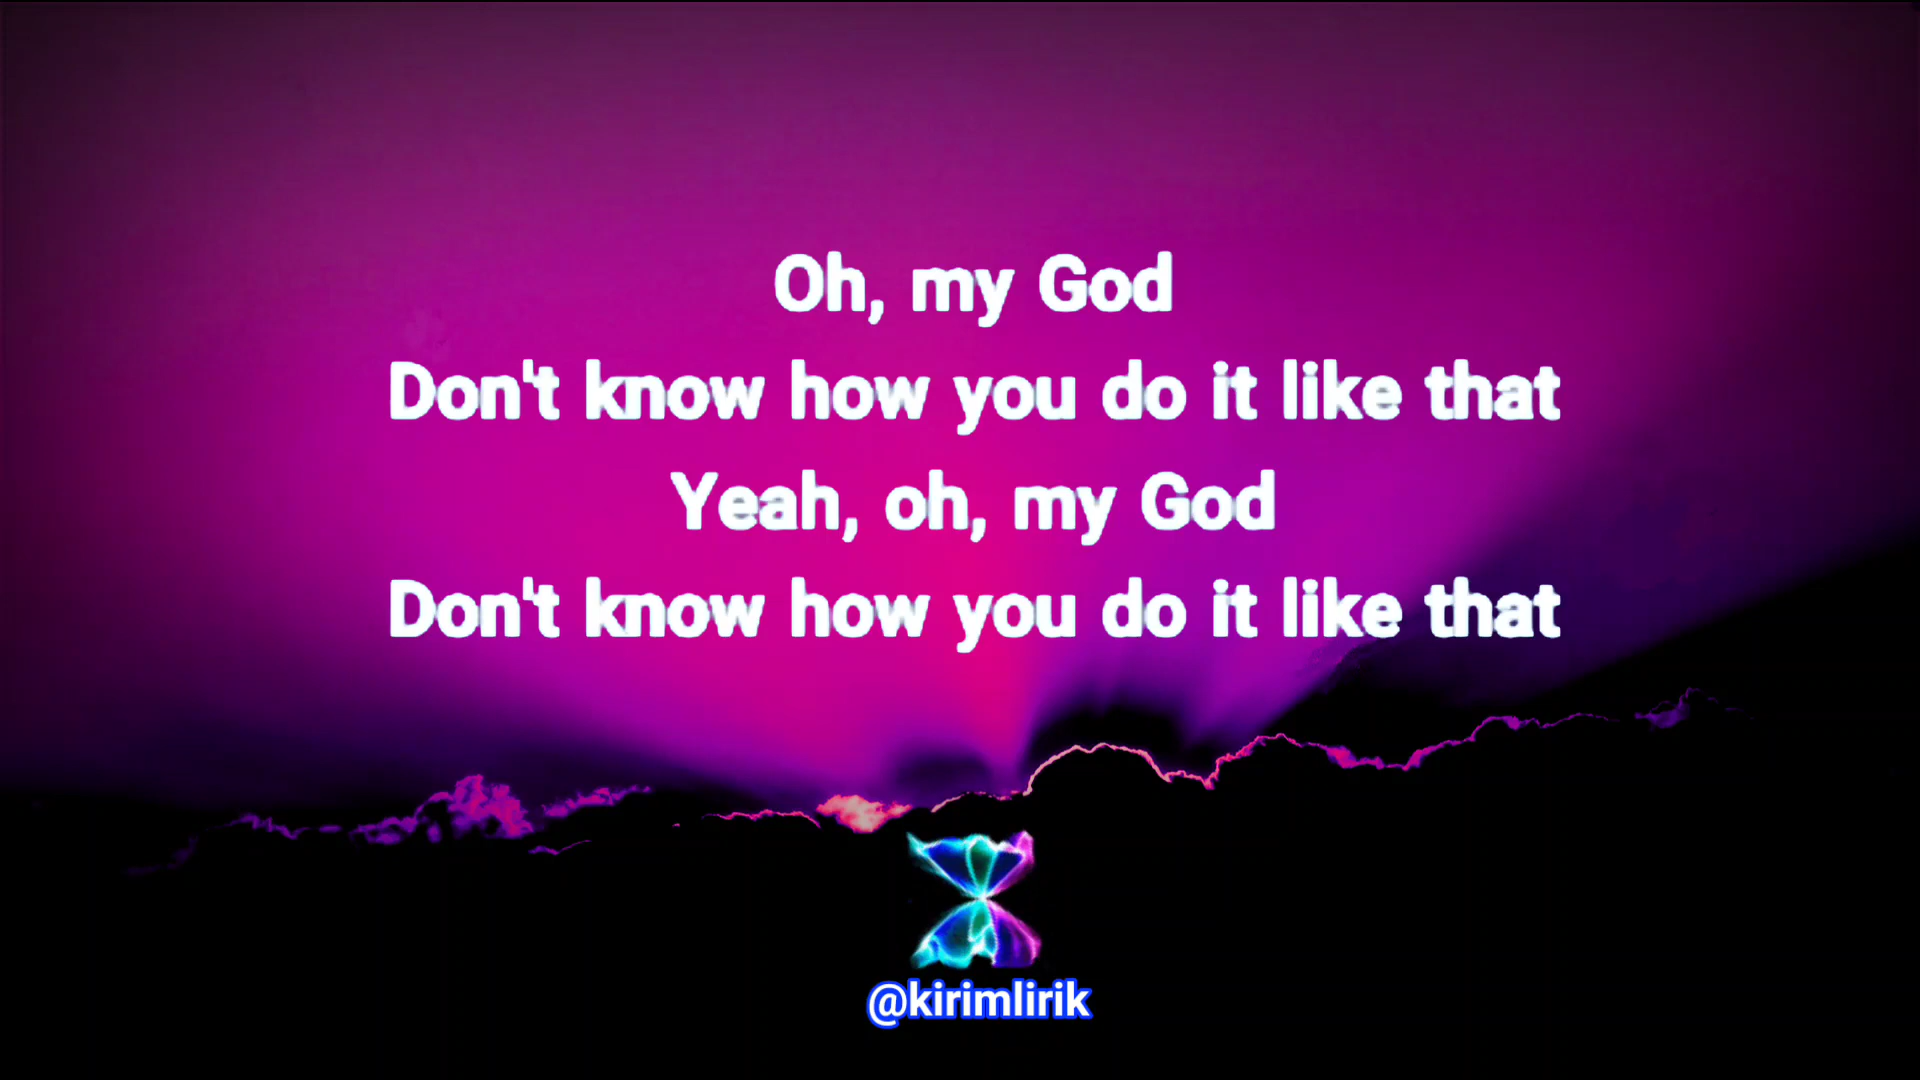 Oh, my God
Don't know how you do it like that
Yeah, oh, my God
Don't know how you do it like that
@kirimlirik